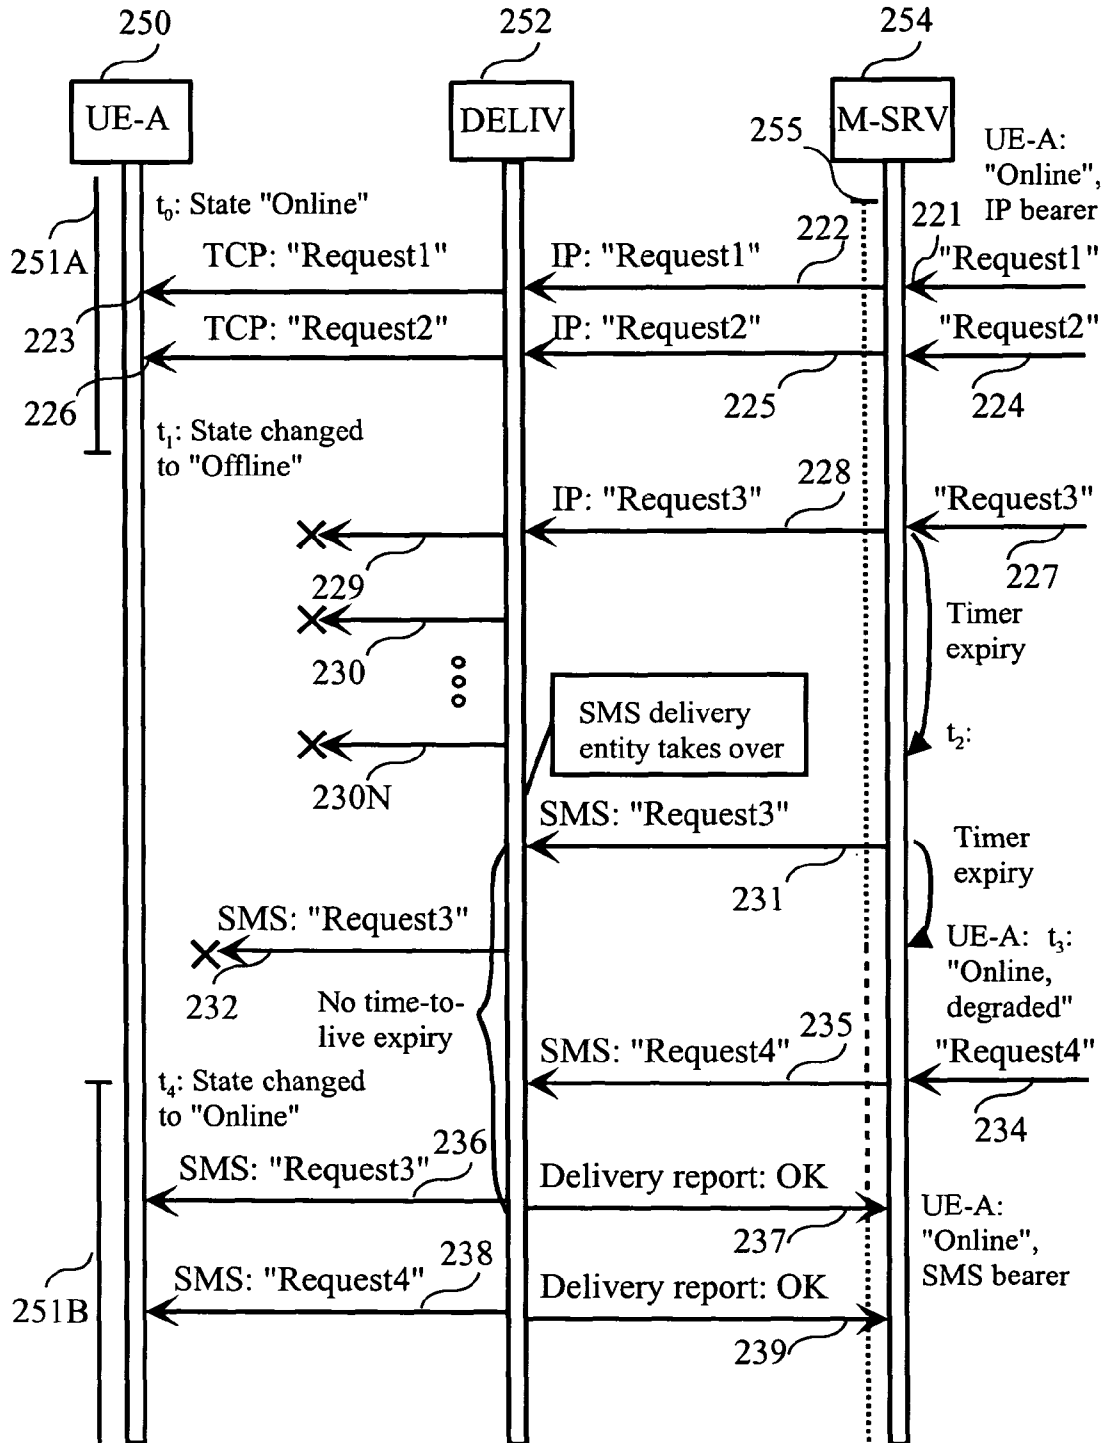 250
252
254
UE-A
DELIV
M-SRV
255
UE-A:
"Online",
IP bearer
t0: State "Online"
251A
222
221
TCP: "Request1"
IP: "Request1"
"Request1"
223
TCP: "Request2"
IP: "Request2"
"Request2"
226
225
224
t1: State changed
to "Offline"
IP: "Request3"
228
"Request3"
229
227
Timer
expiry
230
SMS delivery
entity takes over
t2:
230N
SMS: "Request3"
231
Timer
expiry
SMS: "Request3"
232
UE-A: t3:
"Online,
degraded"
No time-to-
live expiry
SMS: "Request4"
235
"Request4"
234
t4: State changed
to "Online"
SMS: "Request3"
236
Delivery report: OK
237
UE-A:
"Online",
SMS bearer
SMS: "Request4"
238
Delivery report: OK
251B
239